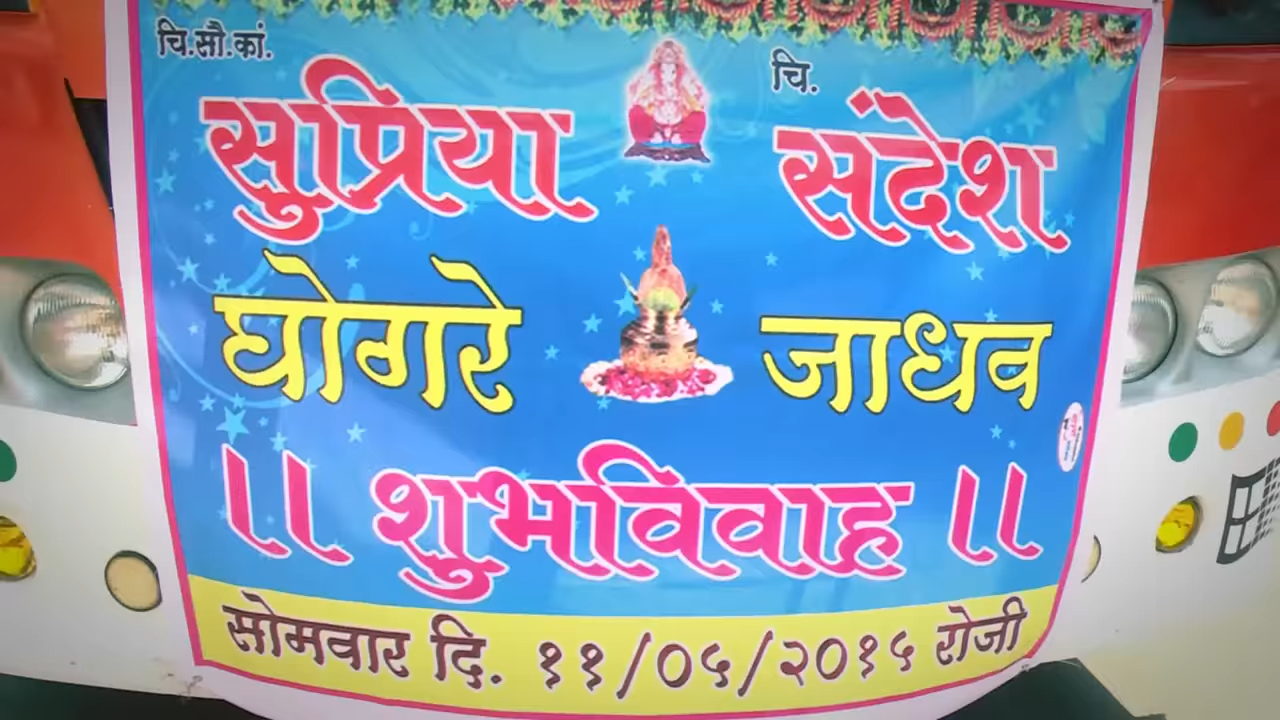 चि.सौ.कां. चि.
सुप्रिया संदेश
घोगरे जाधव
।। शुभविवाह ।।
सोमवार दि. ११/०५/२०१५ रोजी